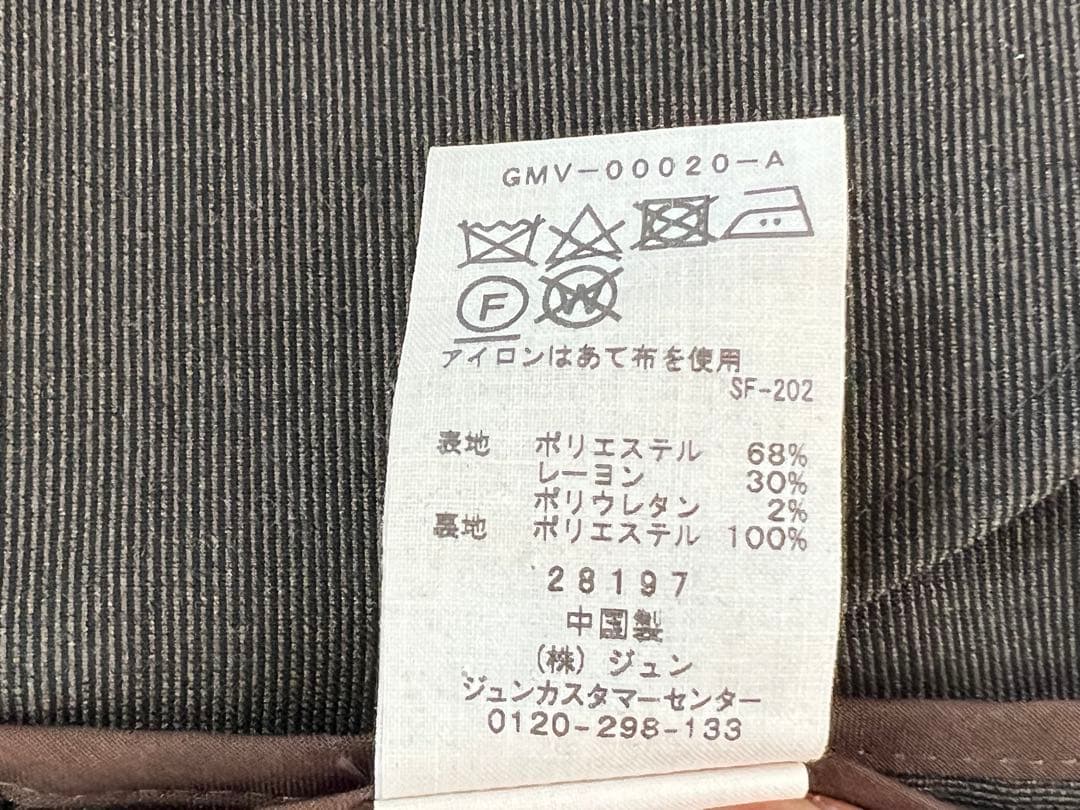 GMV-00020-A
F W
アイロンはあて布を使用
SF-202
表地 ポリエステル 68%
レーヨン 30%
ポリウレタン 2%
裏地 ポリエステル 100%
28197
中国製
(株) ジュン
ジュンカスタマーセンター
0120-298-133